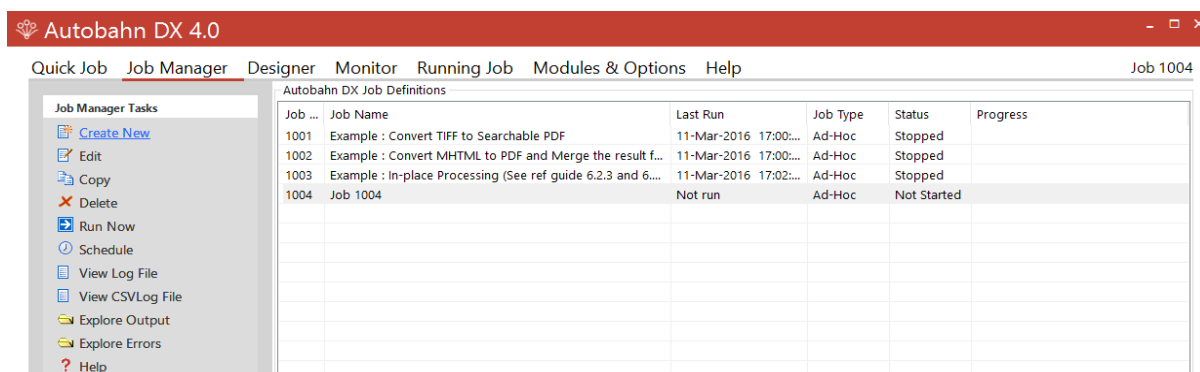 Autobahn DX 4.0
Quick Job Job Manager Designer Monitor Running Job Modules & Options Help Job 1004
Autobahn DX Job Definitions
Job Manager Tasks
Create New
Edit
Copy
Delete
Run Now
Schedule
View Log File
View CSVLog File
Explore Output
Explore Errors
Help
Job ... Job Name Last Run Job Type Status Progress
1001 Example : Convert TIFF to Searchable PDF 11-Mar-2016 17:00:... Ad-Hoc Stopped
1002 Example : Convert MHTML to PDF and Merge the result f... 11-Mar-2016 17:00:... Ad-Hoc Stopped
1003 Example : In-place Processing (See ref guide 6.2.3 and 6.... 11-Mar-2016 17:02:... Ad-Hoc Stopped
1004 Job 1004 Not run Ad-Hoc Not Started